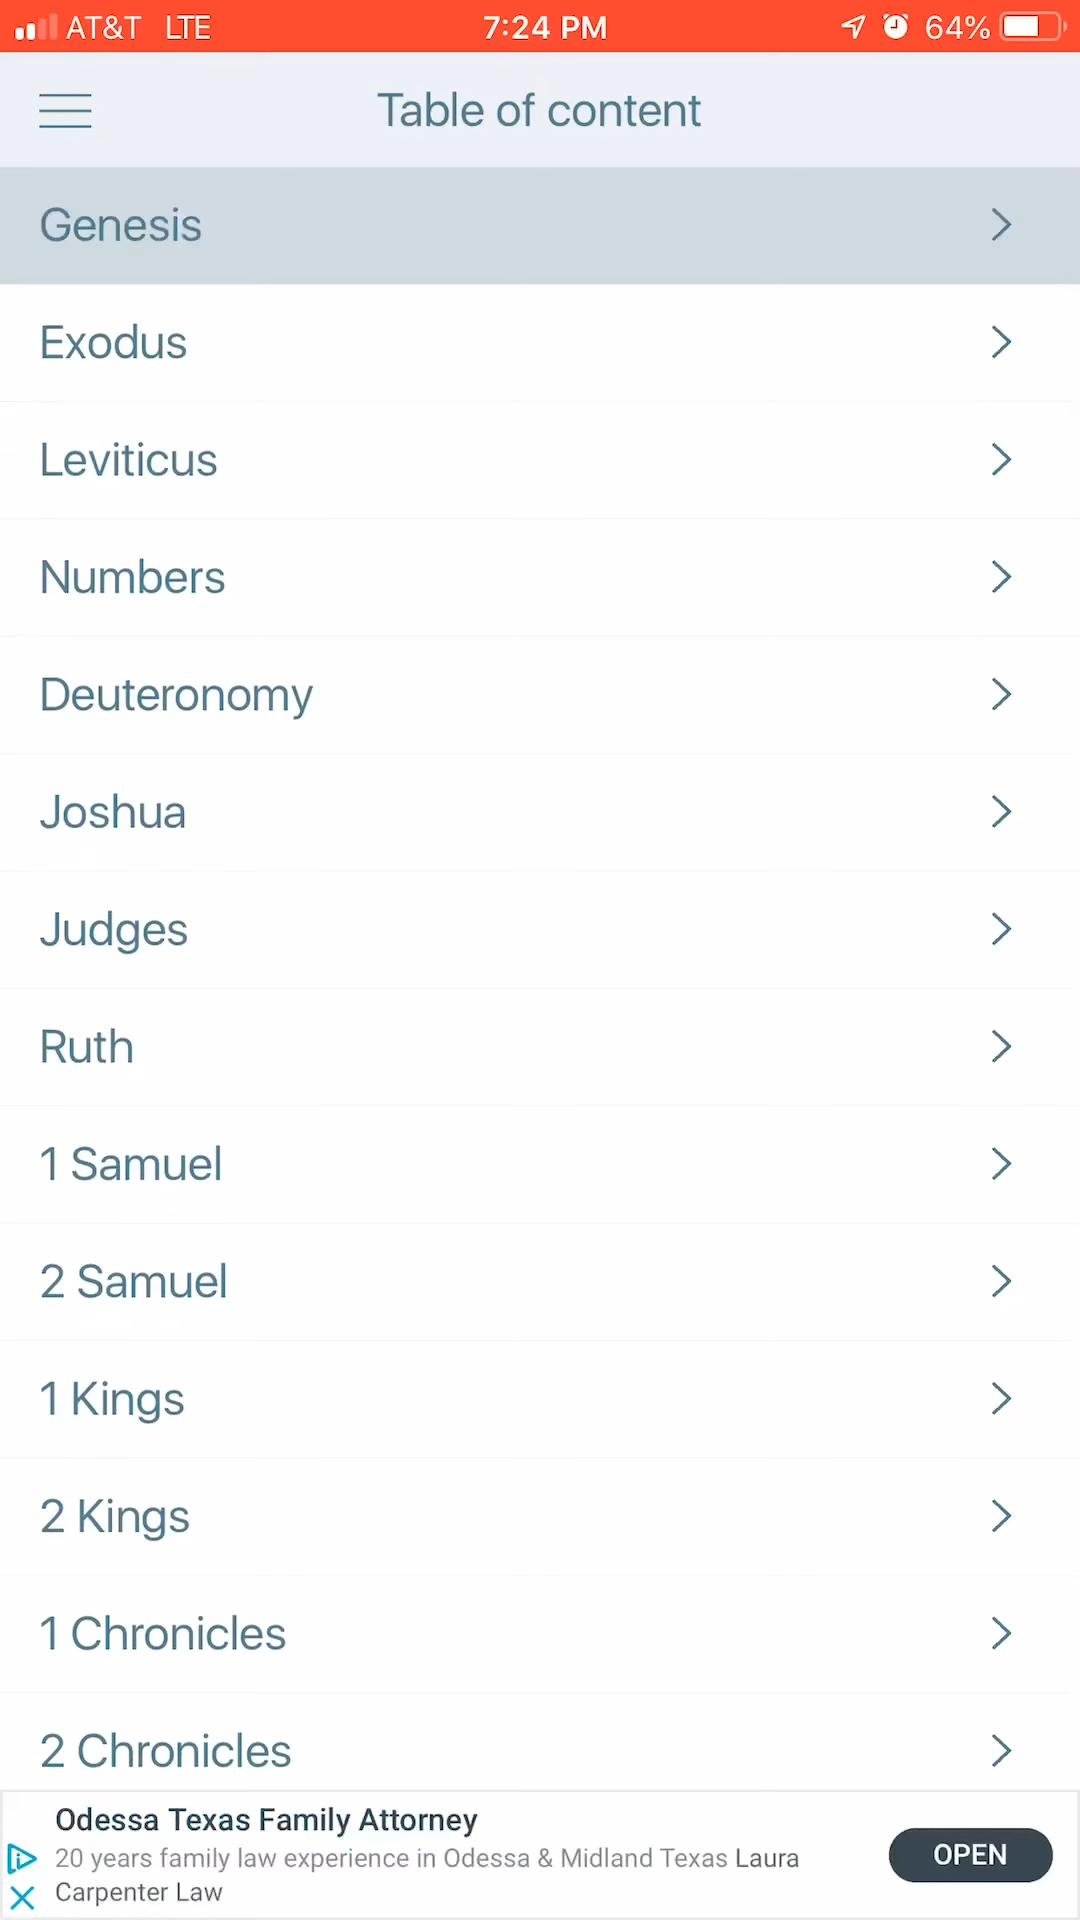 AT&T LTE 7:24 PM 64%
Table of content
Genesis
Exodus
Leviticus
Numbers
Deuteronomy
Joshua
Judges
Ruth
1 Samuel
2 Samuel
1 Kings
2 Kings
1 Chronicles
2 Chronicles
Odessa Texas Family Attorney
20 years family law experience in Odessa & Midland Texas Laura
Carpenter Law
OPEN